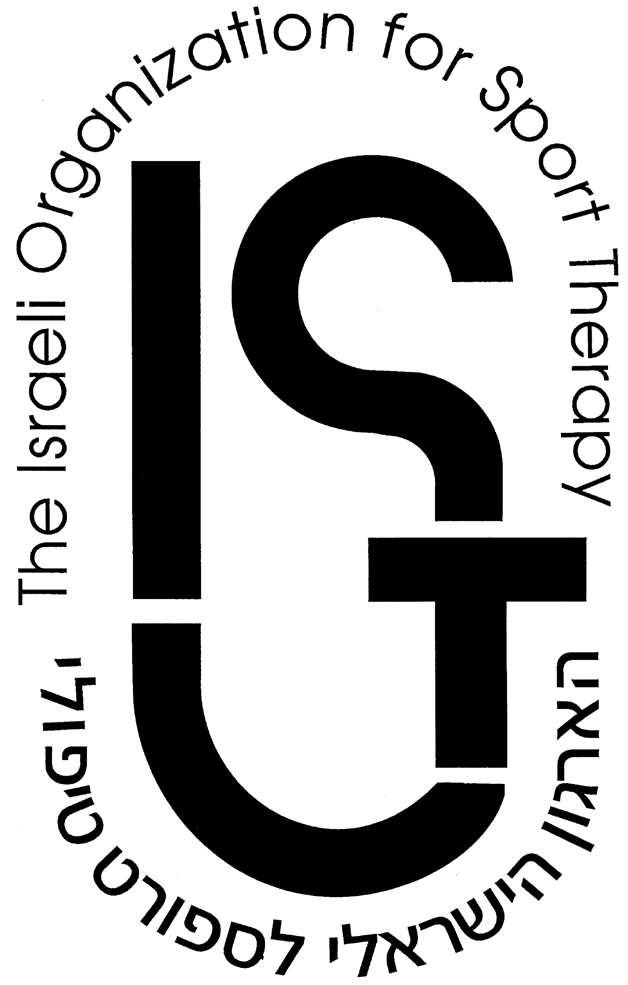 The Israeli Organization for Sport Therapy
IST
הארגון הישראלי לספורט טיפולי